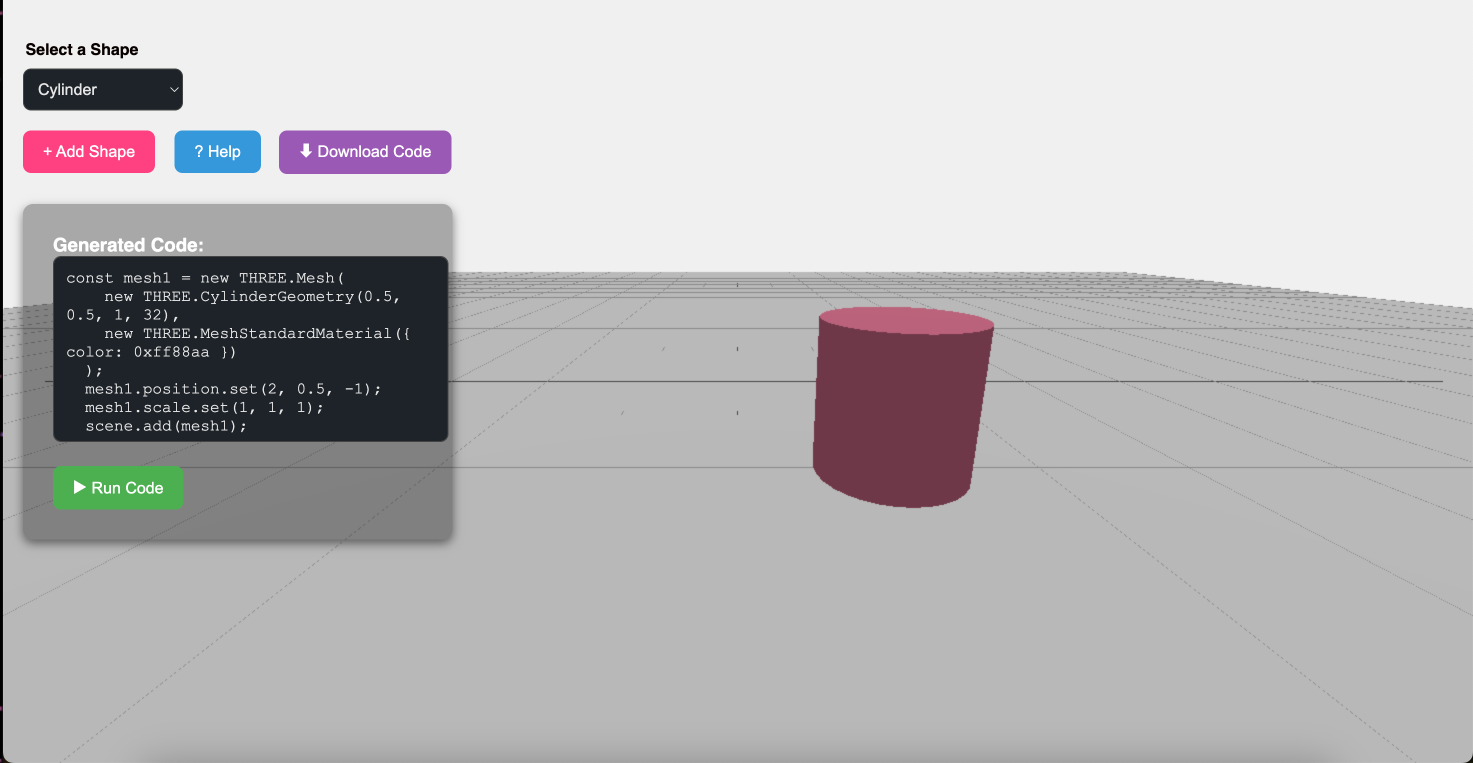 Select a Shape
Cylinder
+ Add Shape
? Help
⬇ Download Code
Generated Code:
const mesh1 = new THREE.Mesh(
    new THREE.CylinderGeometry(0.5,
0.5, 1, 32),
    new THREE.MeshStandardMaterial({
color: 0xff88aa })
  );
  mesh1.position.set(2, 0.5, -1);
  mesh1.scale.set(1, 1, 1);
  scene.add(mesh1);
▶ Run Code